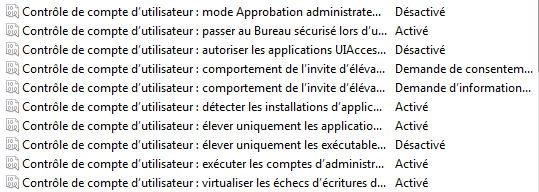 Contrôle de compte d'utilisateur : mode Approbation administrate... Désactivé
Contrôle de compte d'utilisateur : passer au Bureau sécurisé lors d'u... Activé
Contrôle de compte d'utilisateur : autoriser les applications UIAcces... Désactivé
Contrôle de compte d'utilisateur : comportement de l'invite d'éléva... Demande de consentem...
Contrôle de compte d'utilisateur : comportement de l'invite d'éléva... Demande d'information...
Contrôle de compte d'utilisateur : détecter les installations d'applic... Activé
Contrôle de compte d'utilisateur : élever uniquement les applicatio... Activé
Contrôle de compte d'utilisateur : élever uniquement les exécutable... Désactivé
Contrôle de compte d'utilisateur : exécuter les comptes d'administr... Activé
Contrôle de compte d'utilisateur : virtualiser les échecs d'écritures d... Activé